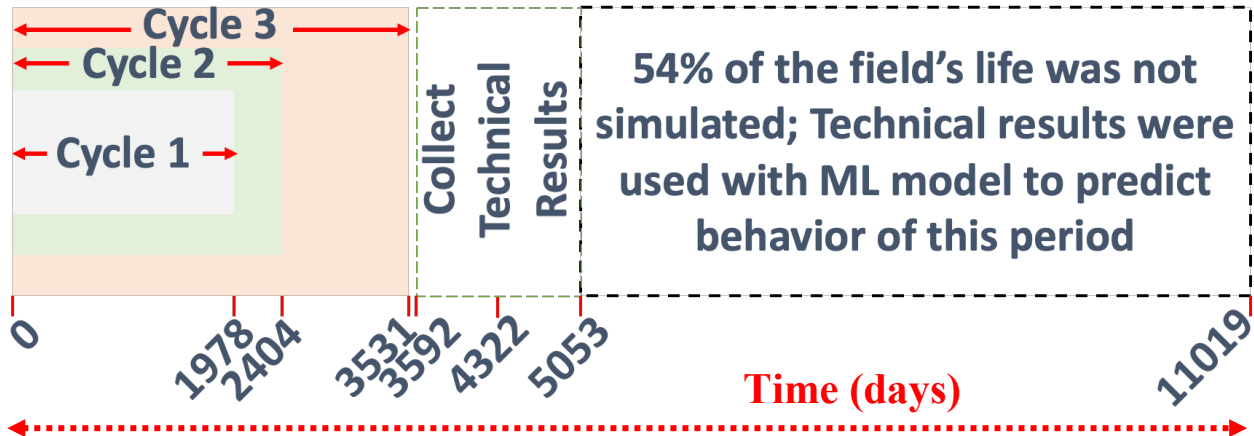 Cycle 3
Cycle 2
Cycle 1
Collect
Technical
Results
54% of the field’s life was not
simulated; Technical results were
used with ML model to predict
behavior of this period
0
1978
2404
3531
3592
4322
5053
11019
Time (days)